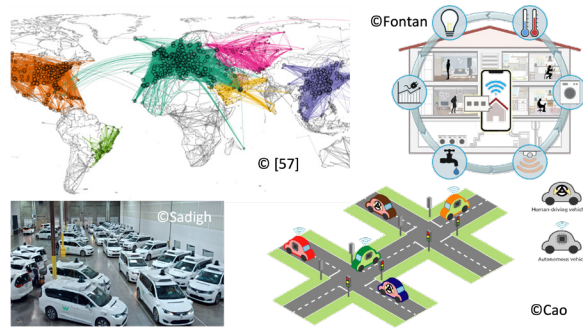 ©Fontan
© [57]
©Sadigh
Human-driving vehicle
Autonomous vehicle
©Cao